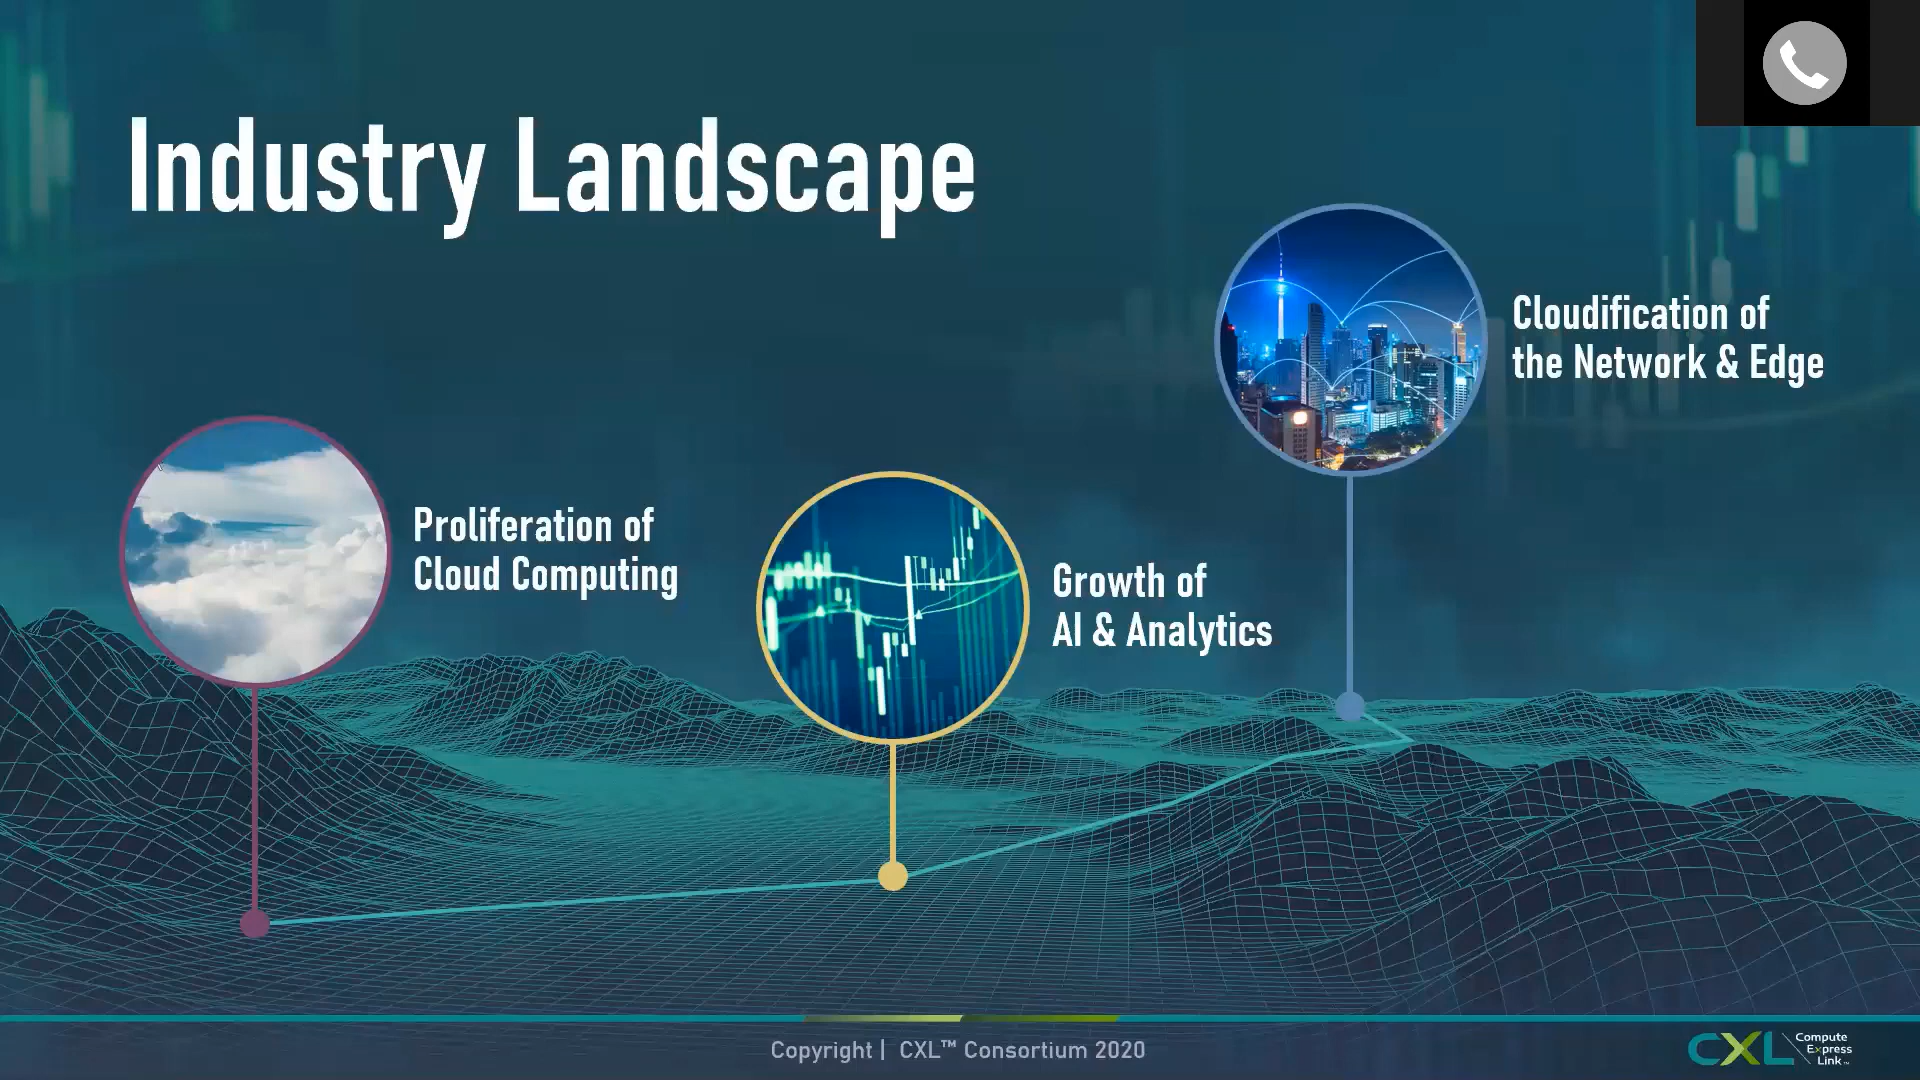 Industry Landscape
Cloudification of
the Network & Edge
Proliferation of
Cloud Computing
Growth of
AI & Analytics
Copyright | CXL™ Consortium 2020
CXL
Compute
Express
Link™